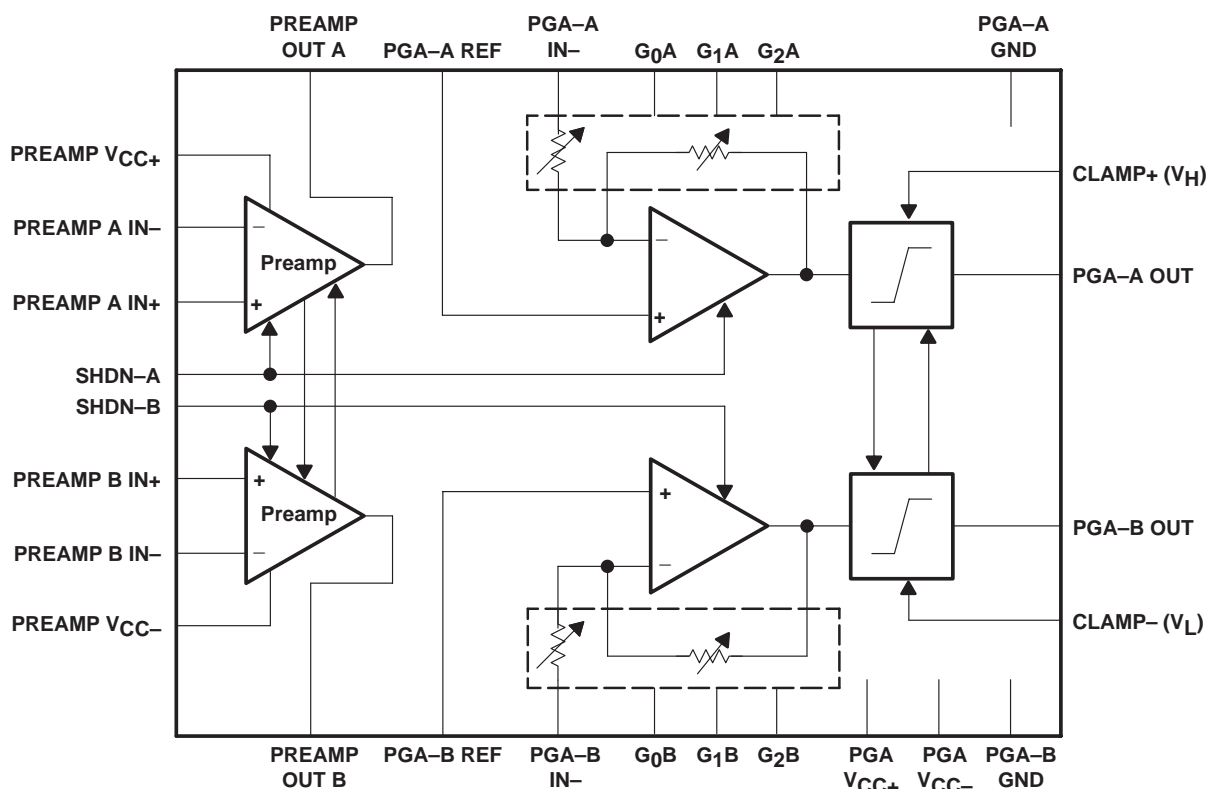 PREAMP
OUT A
PGA–A REF
PGA–A
IN–
G0A
G1A
G2A
PGA–A
GND
PREAMP VCC+
PREAMP A IN–
PREAMP A IN+
SHDN–A
SHDN–B
PREAMP B IN+
PREAMP B IN–
PREAMP VCC–
–
Preamp
+
–
+
+
Preamp
–
+
–
CLAMP+ (VH)
PGA–A OUT
PGA–B OUT
CLAMP– (VL)
PREAMP
OUT B
PGA–B REF
PGA–B
IN–
G0B
G1B
G2B
PGA
VCC+
PGA
VCC–
PGA–B
GND